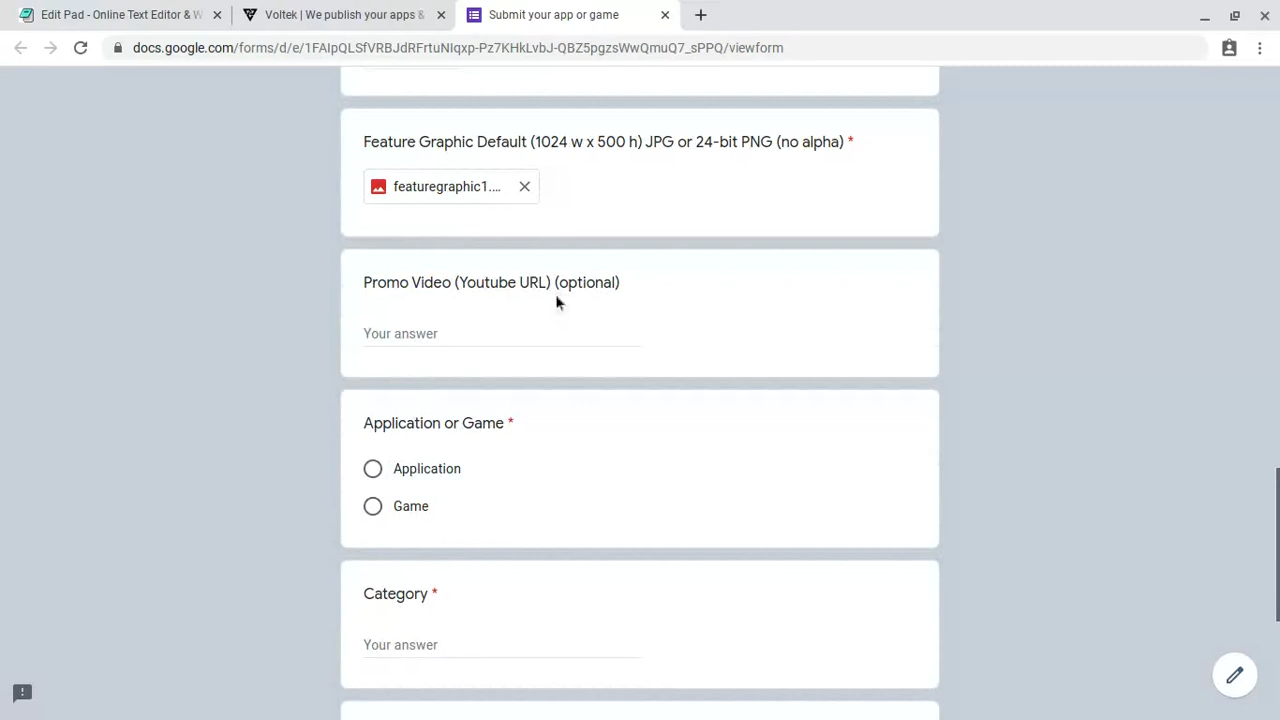 Edit Pad - Online Text Editor & W
Voltek | We publish your apps &
Submit your app or game
docs.google.com/forms/d/e/1FAIpQLSfVRBJdRFrtuNIqxp-Pz7KHkLvbJ-QBZ5pgzsWwQmuQ7_sPPQ/viewform
Feature Graphic Default (1024 w x 500 h) JPG or 24-bit PNG (no alpha) *
featuregraphic1....
Promo Video (Youtube URL) (optional)
Your answer
Application or Game *
Application
Game
Category *
Your answer